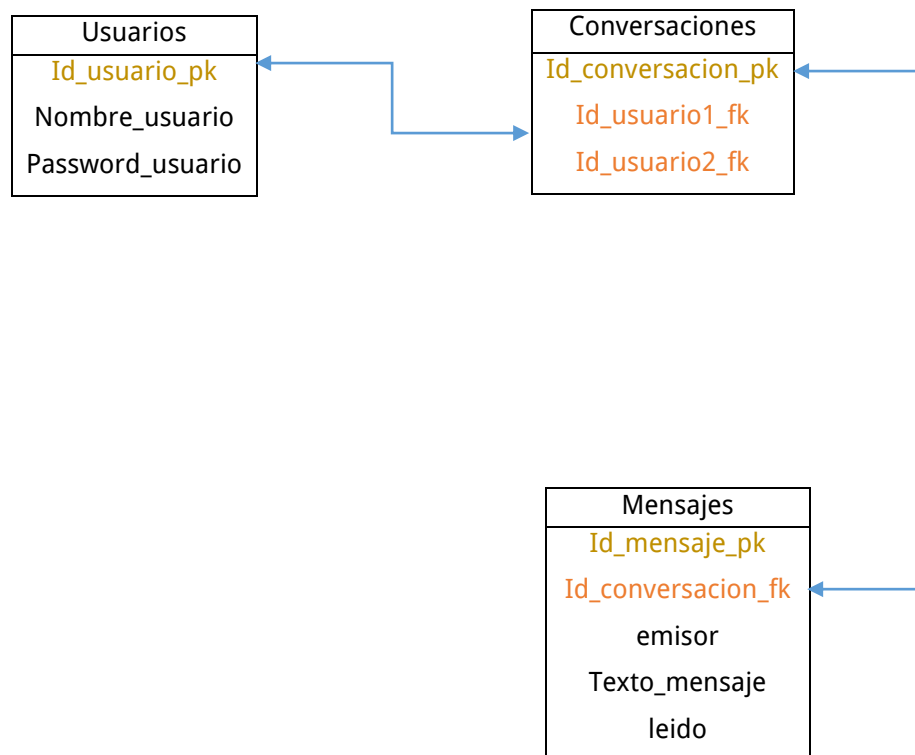 Usuarios
Id_usuario_pk
Nombre_usuario
Password_usuario
Conversaciones
Id_conversacion_pk
Id_usuario1_fk
Id_usuario2_fk
Mensajes
Id_mensaje_pk
Id_conversacion_fk
emisor
Texto_mensaje
leido